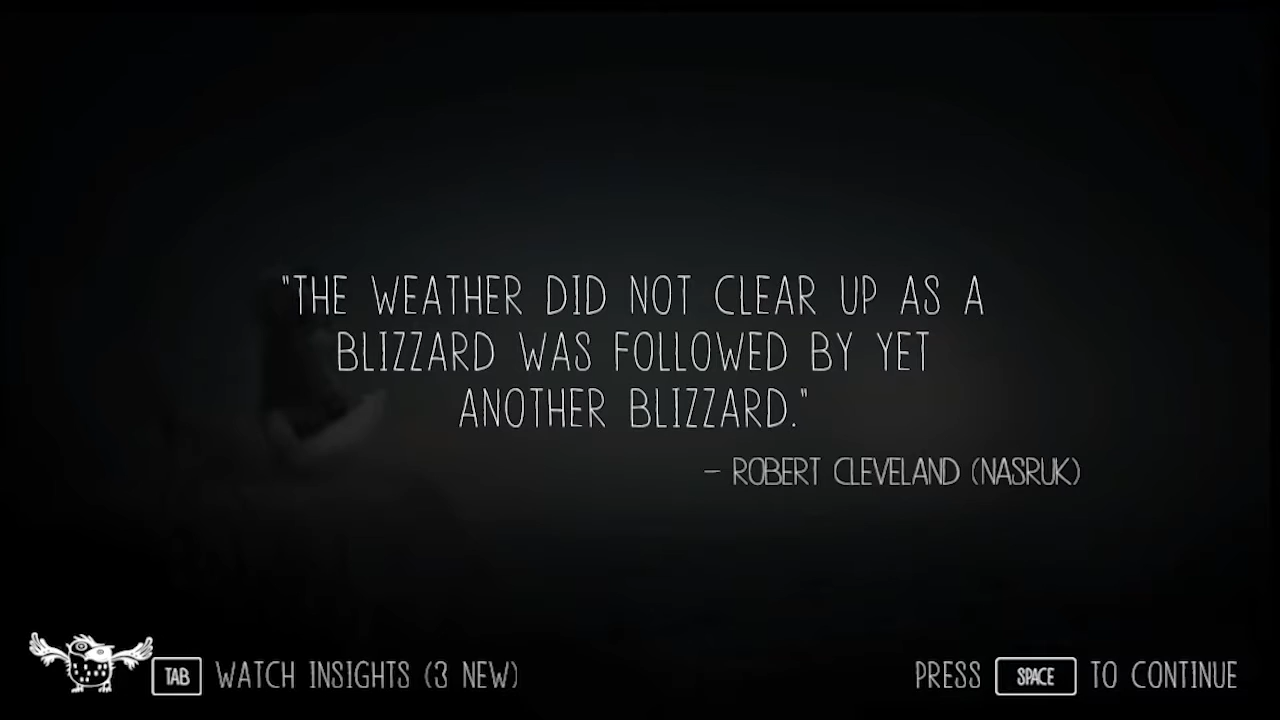 "THE WEATHER DID NOT CLEAR UP AS A
BLIZZARD WAS FOLLOWED BY YET
ANOTHER BLIZZARD."
– ROBERT CLEVELAND (NASRUK)
TAB WATCH INSIGHTS (3 NEW)
PRESS SPACE TO CONTINUE